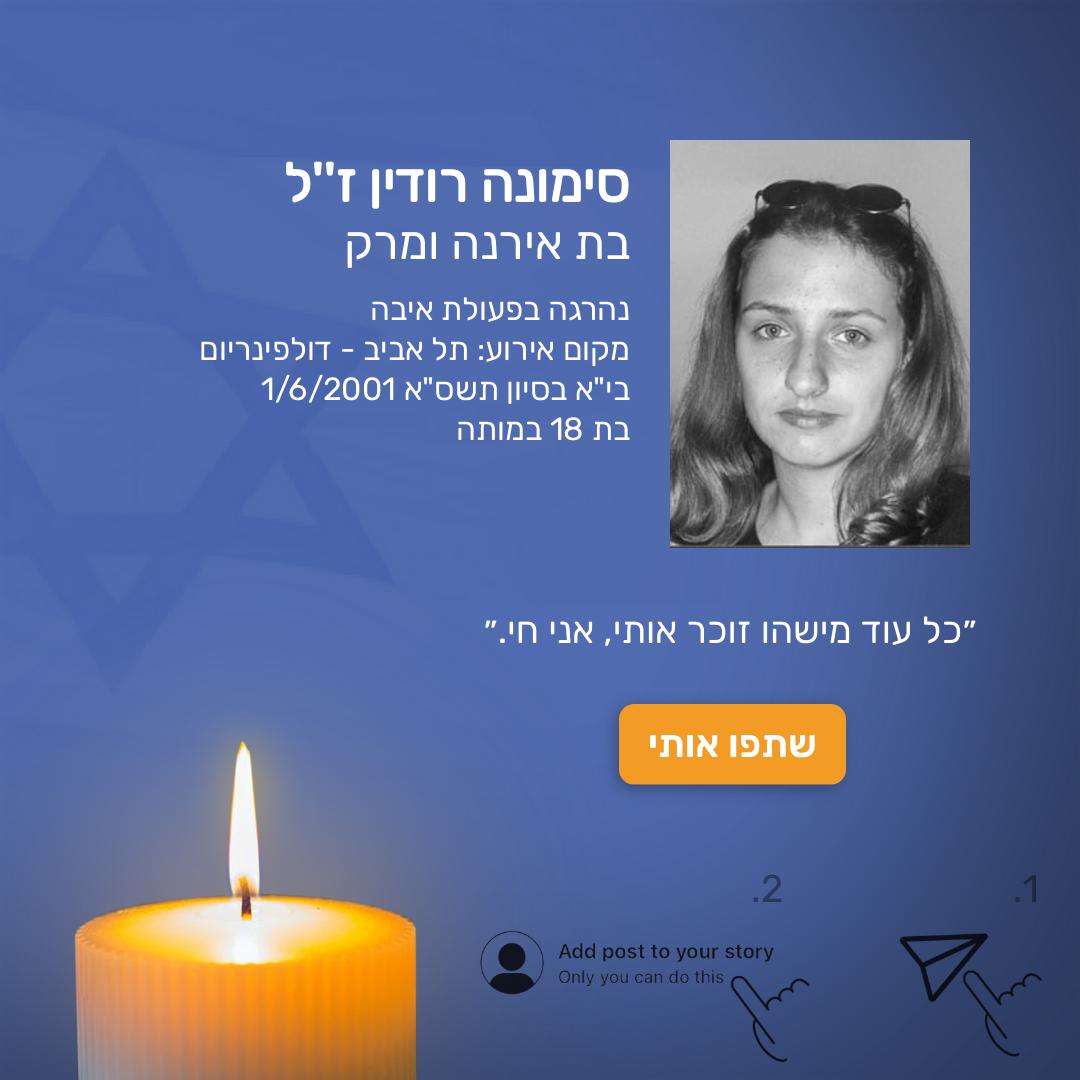 סימונה רודין ז"ל
בת אירנה ומרק
נהרגה בפעולת איבה
מקום אירוע: תל אביב - דולפינריום
בי"א בסיון תשס"א 1/6/2001
בת 18 במותה
״כל עוד מישהו זוכר אותי, אני חי.״
שתפו אותי
1.
2.
Add post to your story
Only you can do this